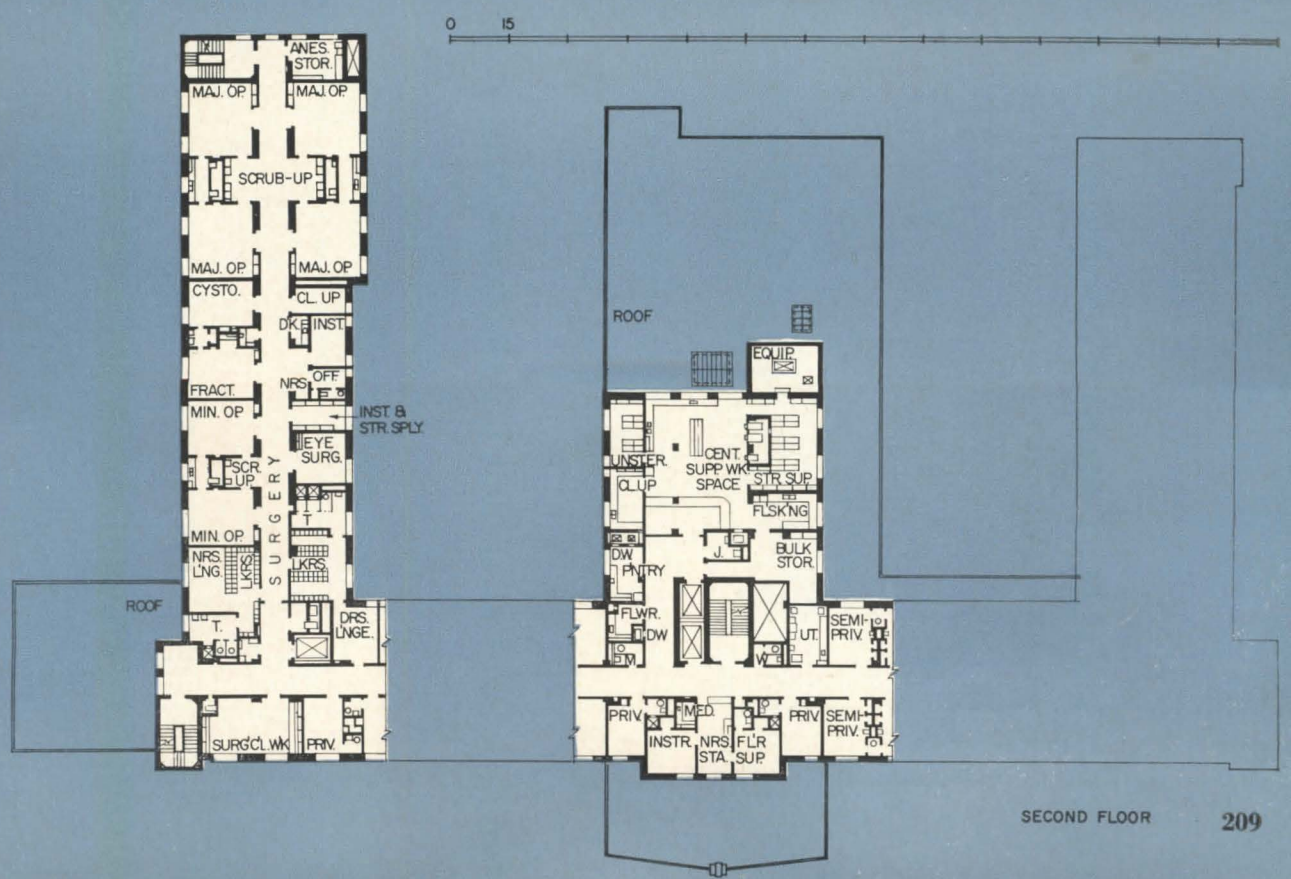 0 15
ANES.
STOR.
MAJ. OP.
MAJ. OP.
SCRUB-UP
MAJ. OP.
MAJ. OP.
CYSTO.
CL. UP
DK.
INST.
FRACT.
NRS.
OFF.
MIN. OP
INST. &
STR. SPLY.
EYE
SURG.
SCR.
UP
SURGERY
T.
MIN. OP.
NRS.
L'NG.
LKRS.
LKRS.
ROOF
T.
DRS.
L'NGE.
SURG'CL. WK
PRIV.
ROOF
EQUIP.
UNSTER.
CENT.
SUPP. WK.
SPACE
STR. SUP.
CL. UP
FL'SK'NG
J.
BULK
STOR.
D.W.
PNTRY
FLWR.
DW
M
W
UT.
SEMI-
PRIV.
PRIV.
MED.
PRIV.
SEMI-
PRIV.
INSTR.
NRS.
STA.
FL'R
SUP.
SECOND FLOOR 209